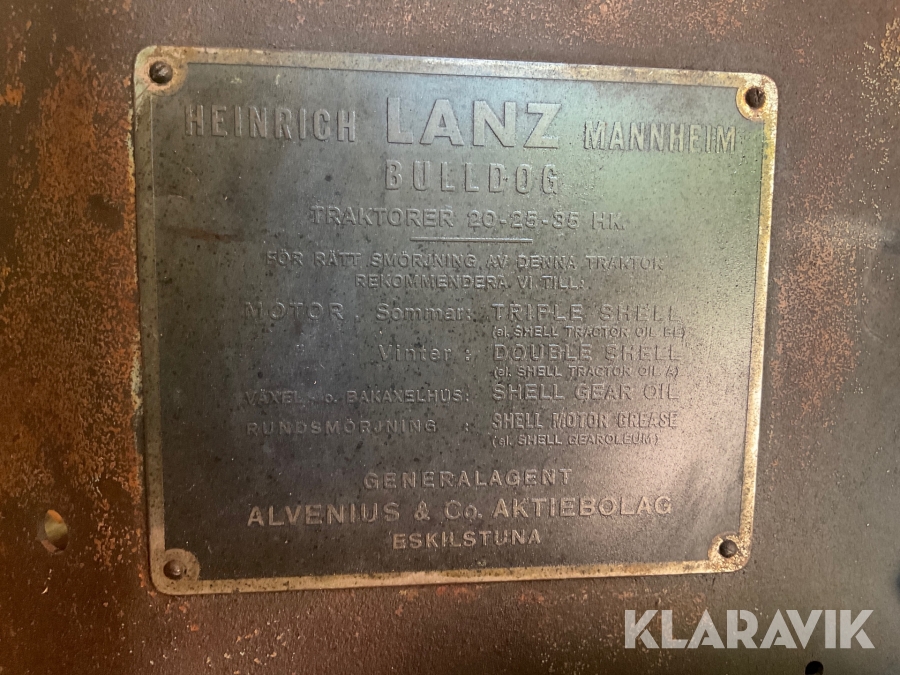 HEINRICH LANZ MANNHEIM
BULLDOG
TRAKTORER 20-25-35 HK.
FÖR RÄTT SMÖRJNING AV DENNA TRAKTOR
REKOMMENDERA VI TILL:
MOTOR Sommar: TRIPLE SHELL
(el. SHELL TRACTOR OIL EL)
" Vinter: DOUBLE SHELL
(el. SHELL TRACTOR OIL A)
VÄXEL- o. BAKAXELHUS: SHELL GEAR OIL
RUNDSMÖRJNING : SHELL MOTOR GREASE
(el. SHELL GEAROLEUM)
GENERALAGENT
ALVENIUS & Co. AKTIEBOLAG
ESKILSTUNA
KLARAVIK